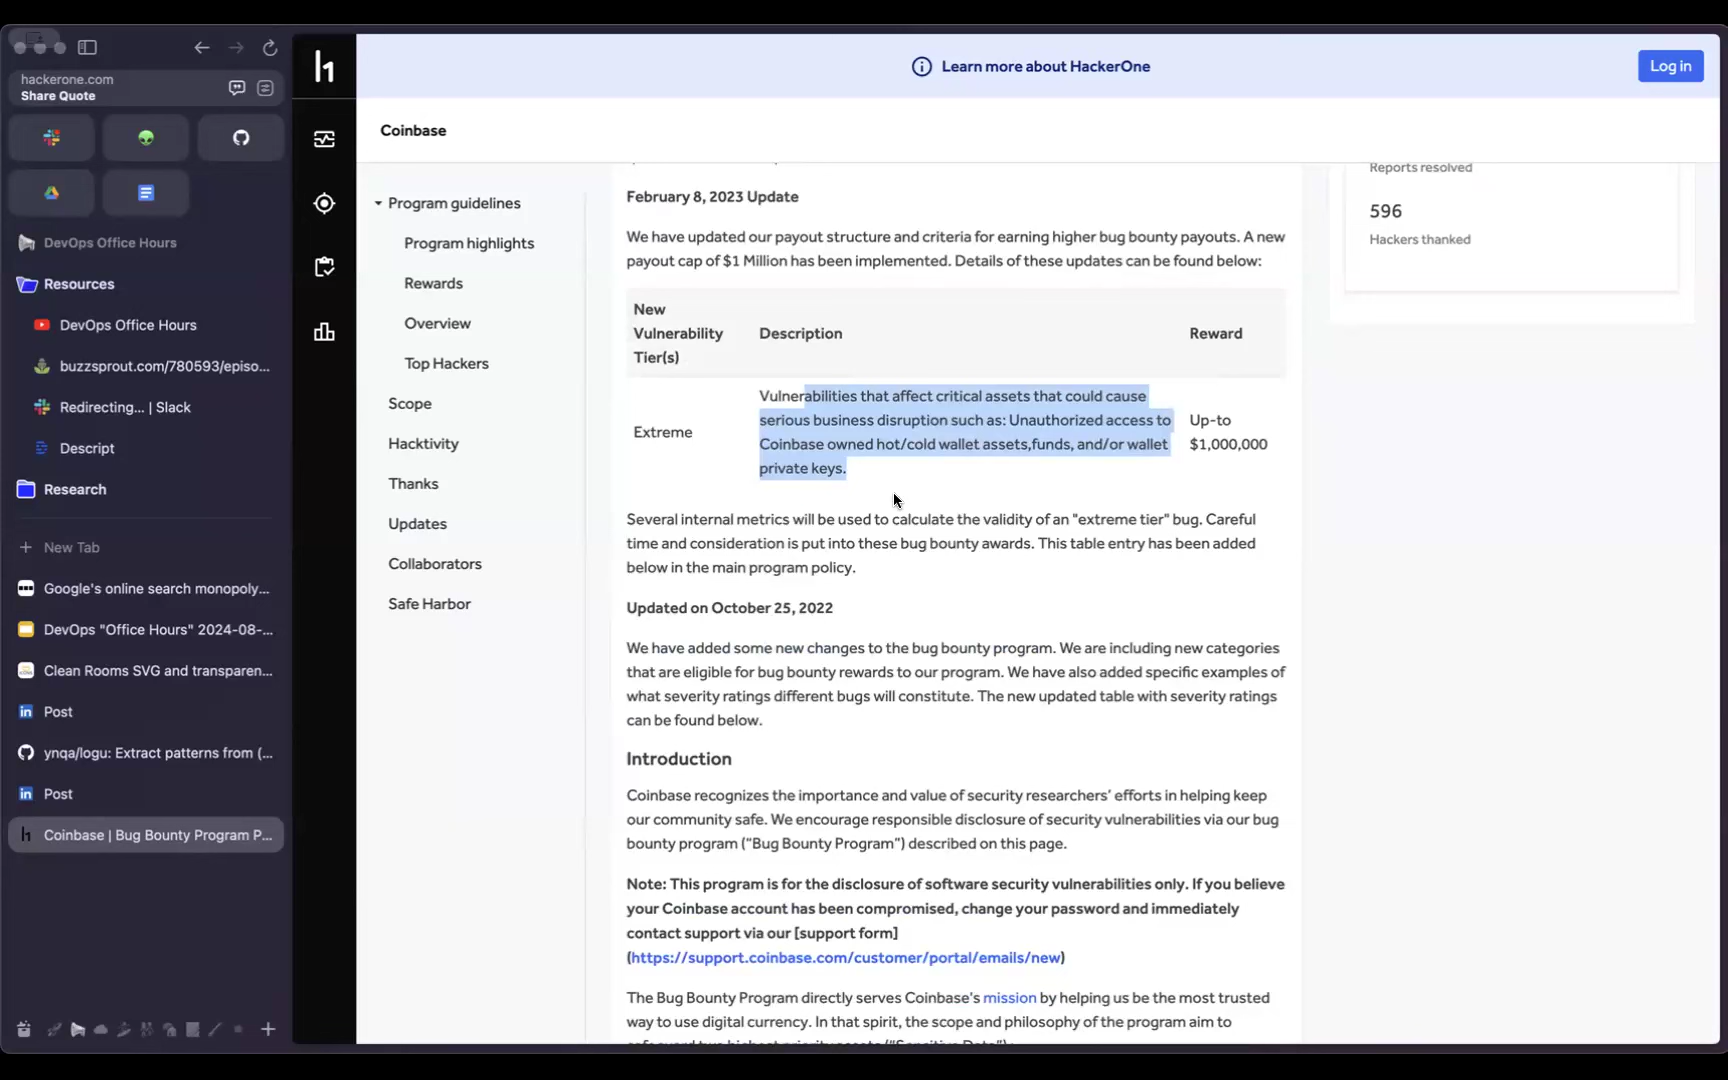 hackerone.com
Share Quote
DevOps Office Hours
Resources
DevOps Office Hours
buzzsprout.com/780593/episo...
Redirecting... | Slack
Descript
Research
New Tab
Google's online search monopoly...
DevOps "Office Hours" 2024-08-...
Clean Rooms SVG and transparen...
Post
ynqa/logu: Extract patterns from (...
Post
Coinbase | Bug Bounty Program P...
Learn more about HackerOne
Log in
Coinbase
Program guidelines
Program highlights
Rewards
Overview
Top Hackers
Scope
Hacktivity
Thanks
Updates
Collaborators
Safe Harbor
February 8, 2023 Update
We have updated our payout structure and criteria for earning higher bug bounty payouts. A new
payout cap of $1 Million has been implemented. Details of these updates can be found below:
New
Vulnerability
Tier(s)
Description
Reward
Extreme
Vulnerabilities that affect critical assets that could cause
serious business disruption such as: Unauthorized access to
Coinbase owned hot/cold wallet assets,funds, and/or wallet
private keys.
Up-to
$1,000,000
Several internal metrics will be used to calculate the validity of an "extreme tier" bug. Careful
time and consideration is put into these bug bounty awards. This table entry has been added
below in the main program policy.
Updated on October 25, 2022
We have added some new changes to the bug bounty program. We are including new categories
that are eligible for bug bounty rewards to our program. We have also added specific examples of
what severity ratings different bugs will constitute. The new updated table with severity ratings
can be found below.
Introduction
Coinbase recognizes the importance and value of security researchers' efforts in helping keep
our community safe. We encourage responsible disclosure of security vulnerabilities via our bug
bounty program ("Bug Bounty Program") described on this page.
Note: This program is for the disclosure of software security vulnerabilities only. If you believe
your Coinbase account has been compromised, change your password and immediately
contact support via our [support form]
(https://support.coinbase.com/customer/portal/emails/new)
The Bug Bounty Program directly serves Coinbase's mission by helping us be the most trusted
way to use digital currency. In that spirit, the scope and philosophy of the program aim to
Reports resolved
596
Hackers thanked